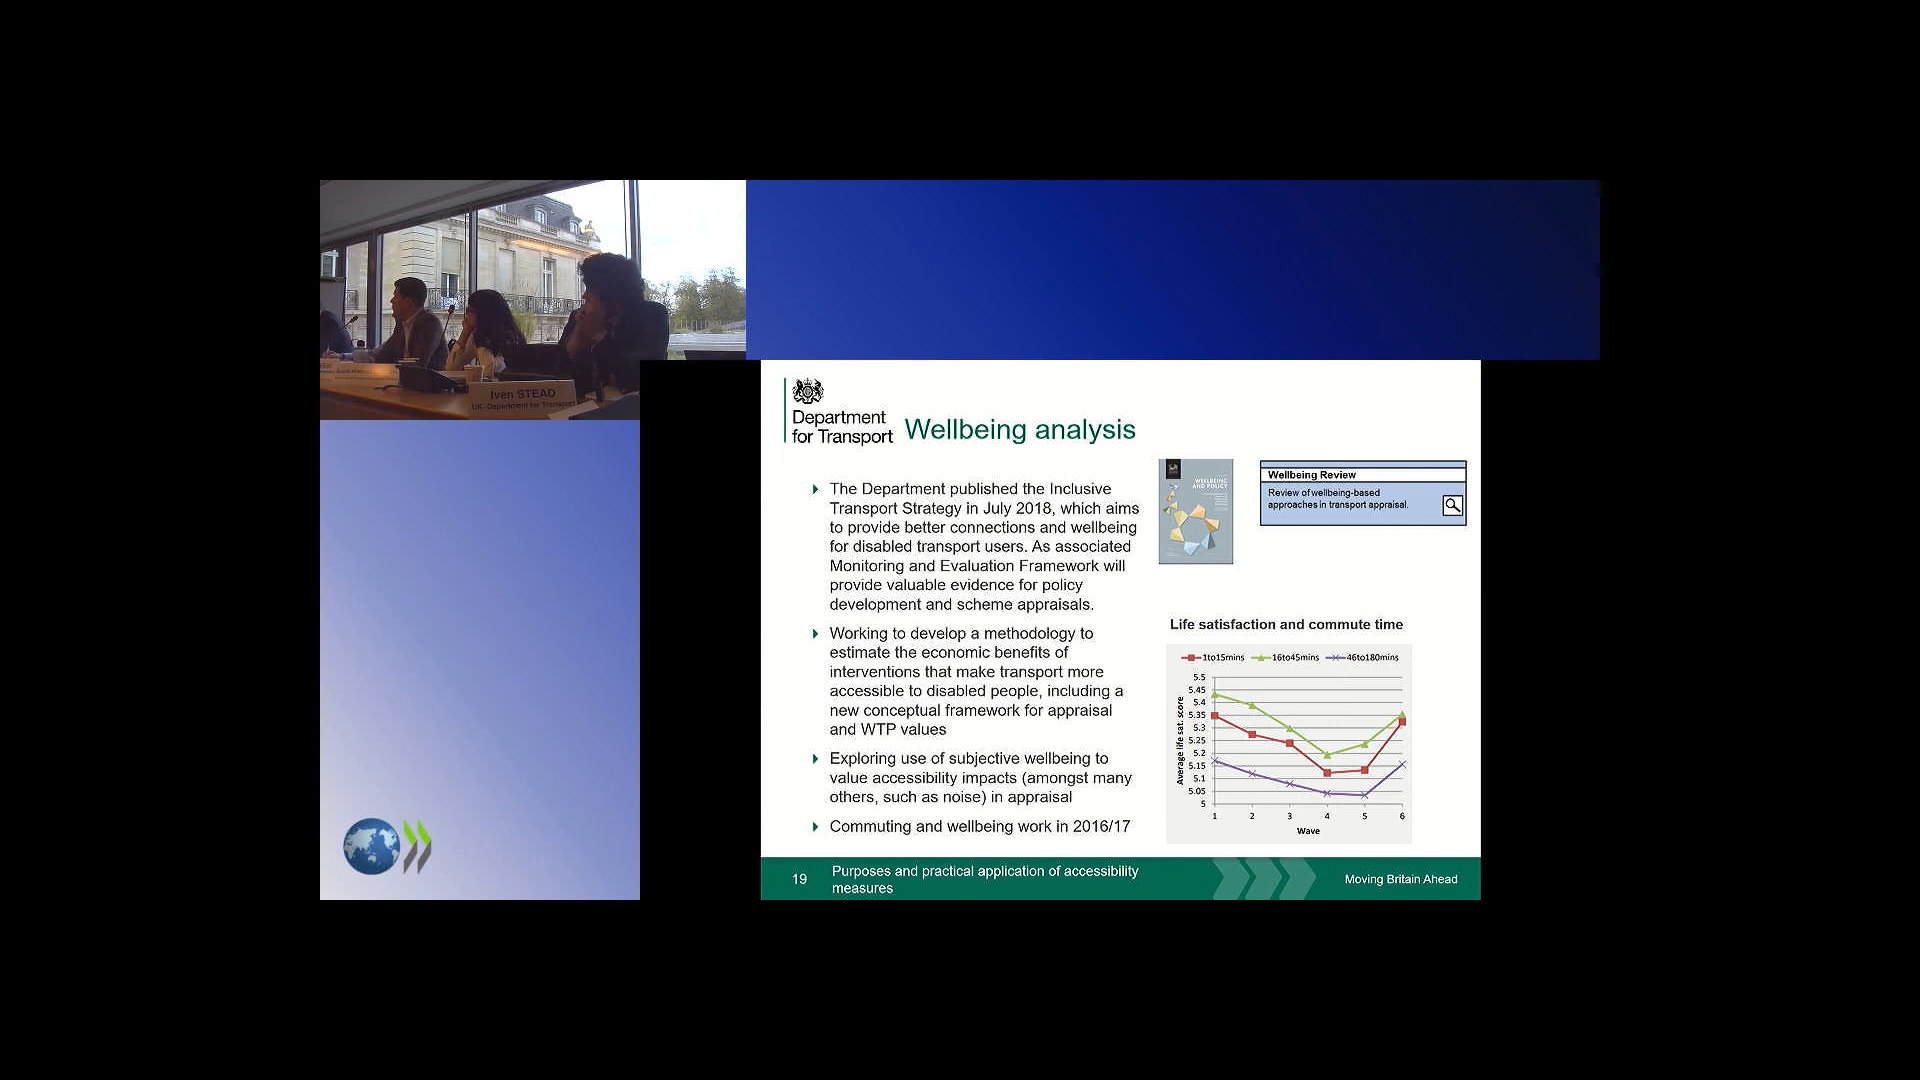 Iven STEAD
UK-Department for Transport
Department
for Transport
Wellbeing analysis
The Department published the Inclusive
Transport Strategy in July 2018, which aims
to provide better connections and wellbeing
for disabled transport users. As associated
Monitoring and Evaluation Framework will
provide valuable evidence for policy
development and scheme appraisals.
Working to develop a methodology to
estimate the economic benefits of
interventions that make transport more
accessible to disabled people, including a
new conceptual framework for appraisal
and WTP values
Exploring use of subjective wellbeing to
value accessibility impacts (amongst many
others, such as noise) in appraisal
Commuting and wellbeing work in 2016/17
WELLBEING
AND POLICY
Wellbeing Review
Review of wellbeing-based
approaches in transport appraisal.
Life satisfaction and commute time
1to15mins 16to45mins 46to180mins
Average life sat. score
5.5
5.45
5.4
5.35
5.3
5.25
5.2
5.15
5.1
5.05
5
1 2 3 4 5 6
Wave
19
Purposes and practical application of accessibility
measures
Moving Britain Ahead